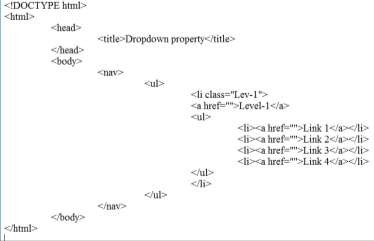 <!DOCTYPE html>
<html>
<head>
<title>Dropdown property</title>
</head>
<body>
<nav>
<ul>
<li class="Lev-1">
<a href="">Level-1</a>
<ul>
<li><a href="">Link 1</a></li>
<li><a href="">Link 2</a></li>
<li><a href="">Link 3</a></li>
<li><a href="">Link 4</a></li>
</ul>
</li>
</ul>
</nav>
</body>
</html>